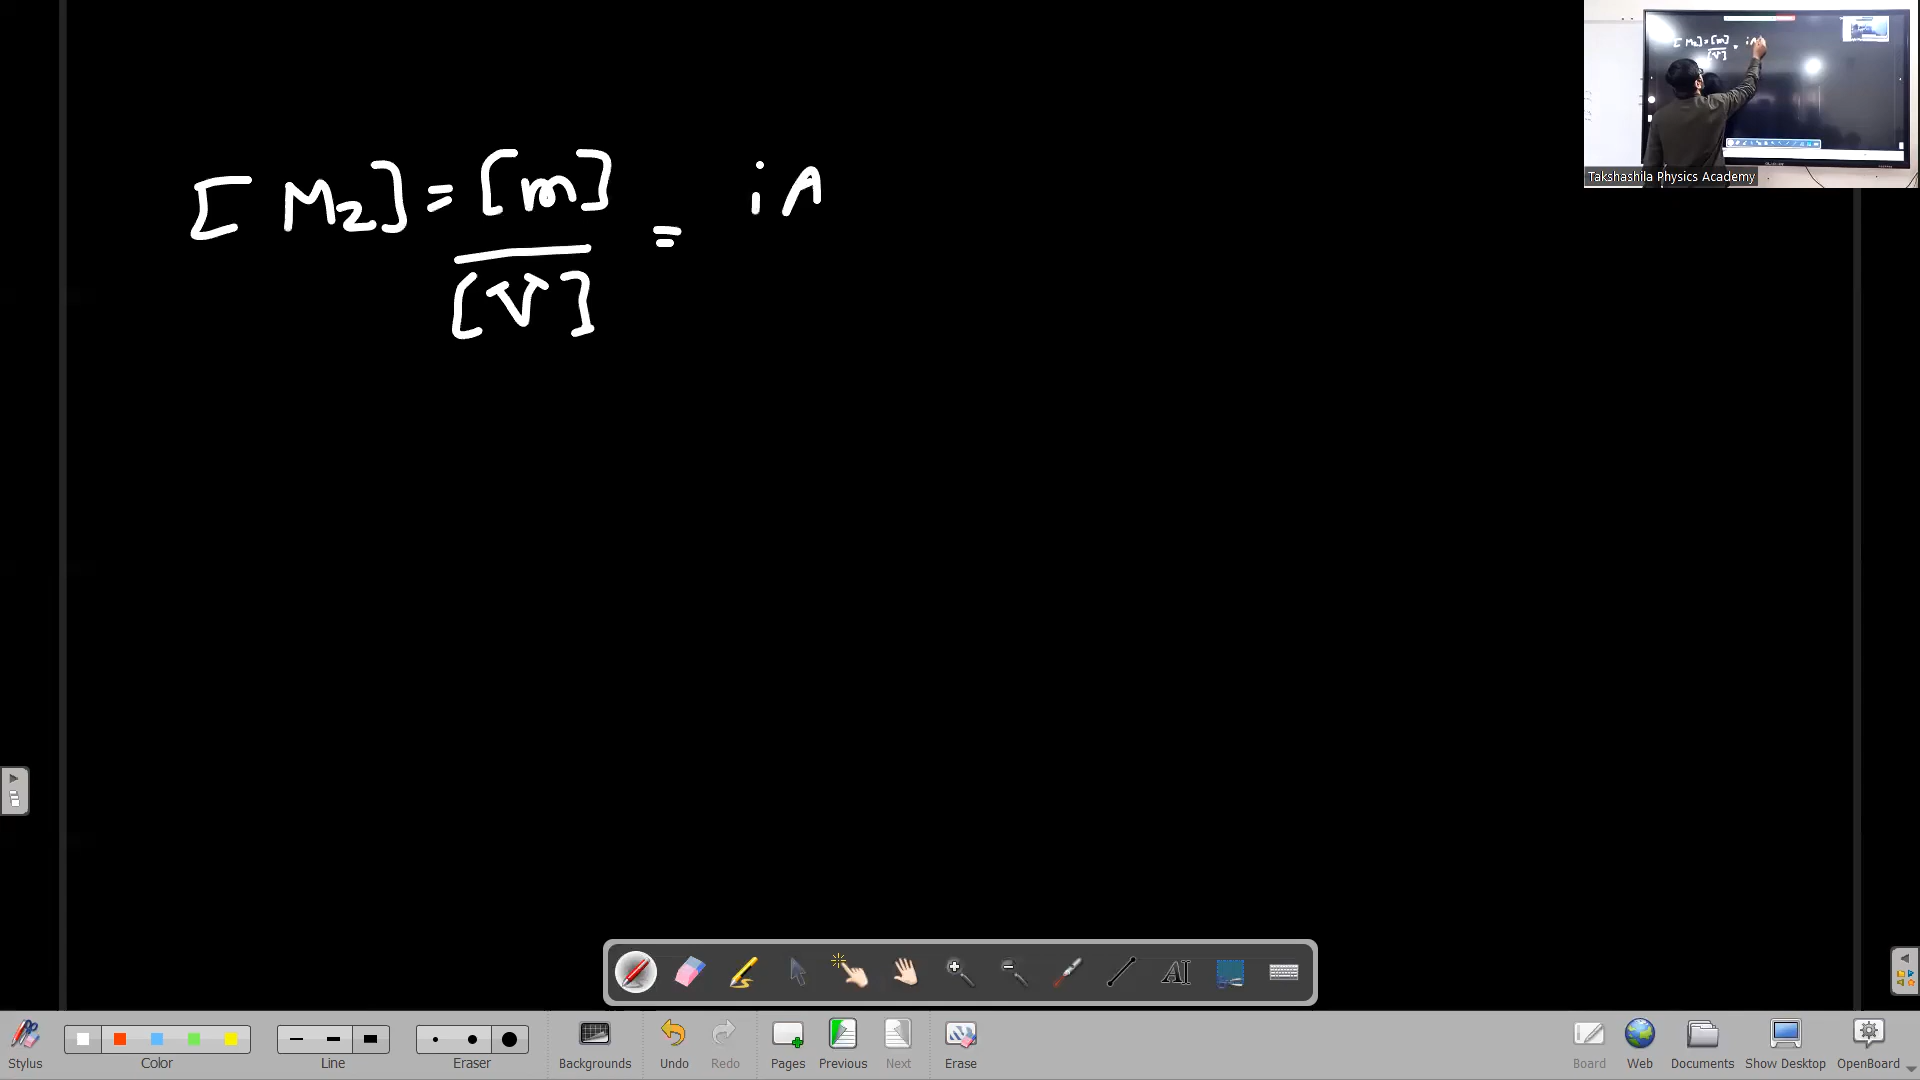 [M2] = [m] / [V] = iA
Takshashila Physics Academy
Stylus
Color
Line
Eraser
Backgrounds
Undo
Redo
Pages
Previous
Next
Erase
Board
Web
Documents
Show Desktop
OpenBoard